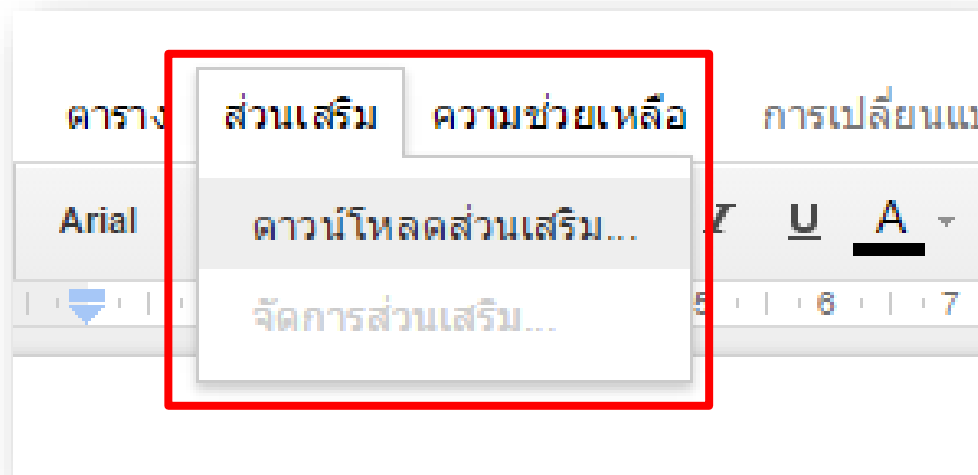 ตาราง ส่วนเสริม ความช่วยเหลือ การเปลี่ยนแป
Arial ดาวน์โหลดส่วนเสริม... I U A
จัดการส่วนเสริม... 5 6 7